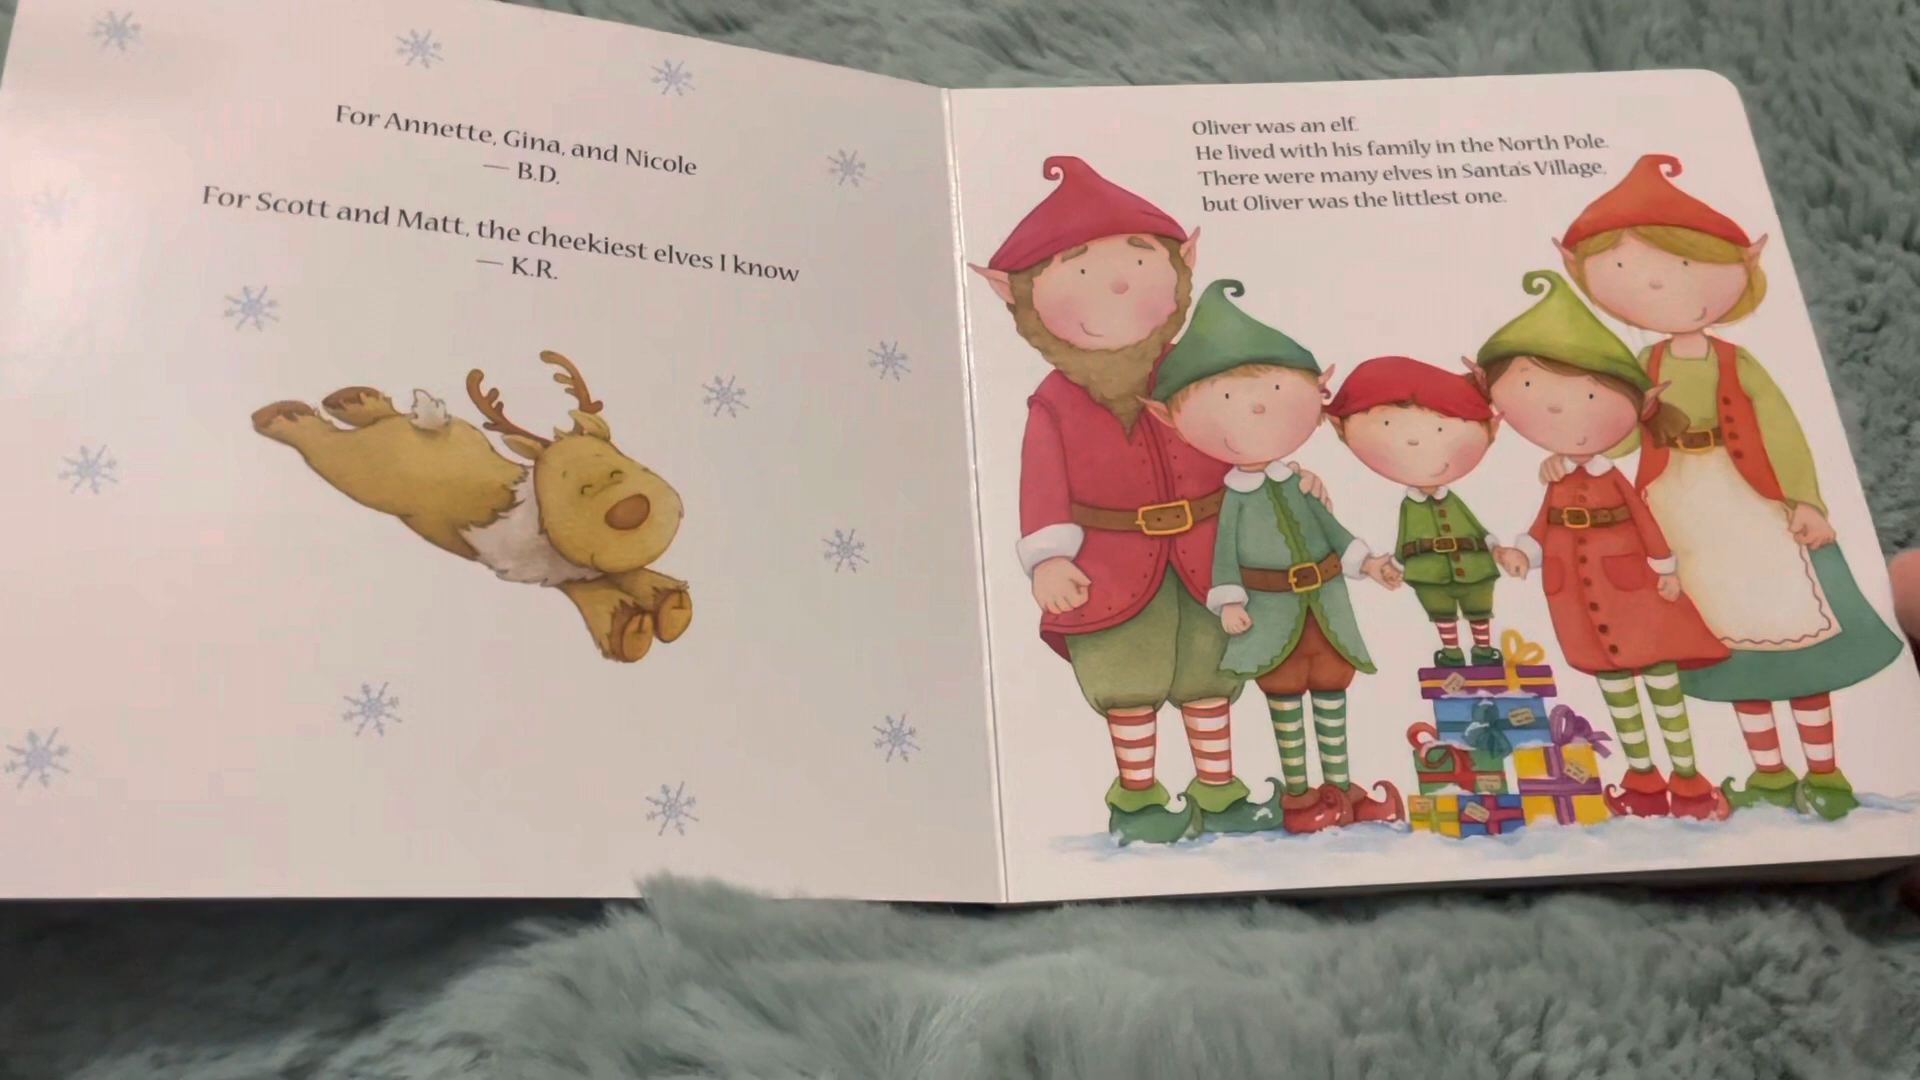 For Annette, Gina, and Nicole
— B.D.
For Scott and Matt, the cheekiest elves I know
— K.R.
Oliver was an elf.
He lived with his family in the North Pole.
There were many elves in Santa's Village,
but Oliver was the littlest one.